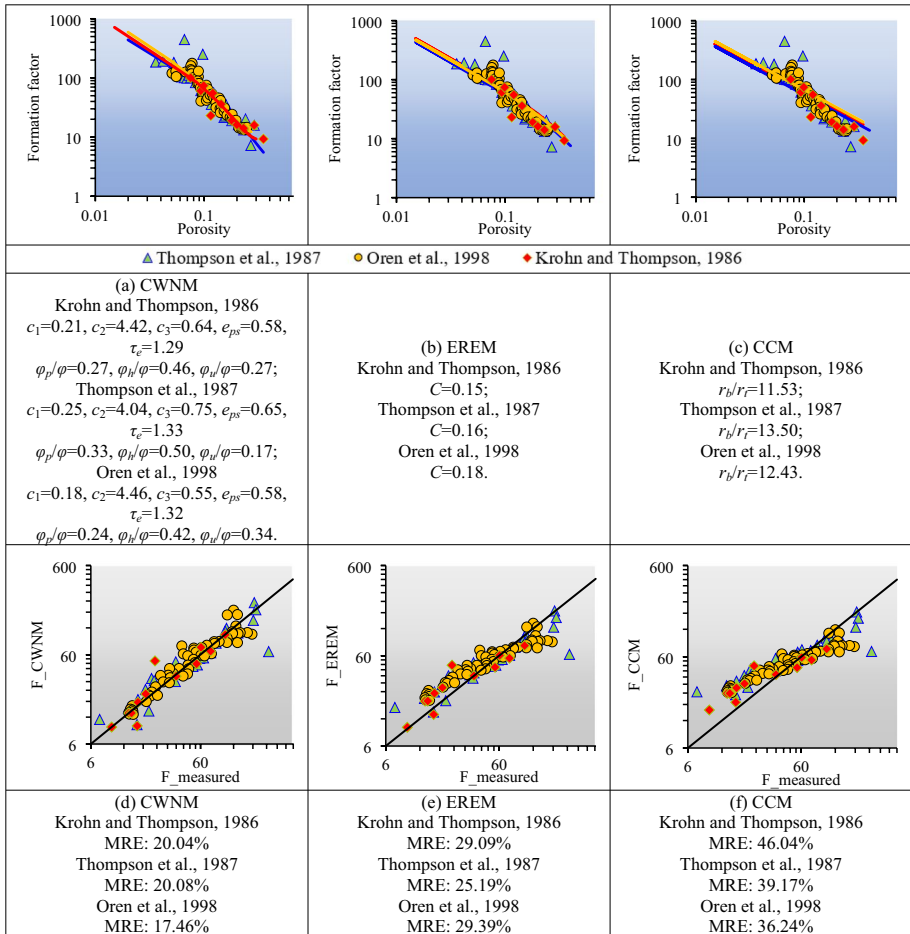 1000
100
10
1
0.01
0.1
Formation factor
Porosity
1000
100
10
1
0.01
0.1
Formation factor
Porosity
1000
100
10
1
0.01
0.1
Formation factor
Porosity
Thompson et al., 1987 Oren et al., 1998 Krohn and Thompson, 1986
(a) CWNM
Krohn and Thompson, 1986
c₁=0.21, c₂=4.42, c₃=0.64, eₚₛ=0.58,
τₑ=1.29
φₚ/φ=0.27, φₕ/φ=0.46, φᵤ/φ=0.27;
Thompson et al., 1987
c₁=0.25, c₂=4.04, c₃=0.75, eₚₛ=0.65,
τₑ=1.33
φₚ/φ=0.33, φₕ/φ=0.50, φᵤ/φ=0.17;
Oren et al., 1998
c₁=0.18, c₂=4.46, c₃=0.55, eₚₛ=0.58,
τₑ=1.32
φₚ/φ=0.24, φₕ/φ=0.42, φᵤ/φ=0.34.
(b) EREM
Krohn and Thompson, 1986
C=0.15;
Thompson et al., 1987
C=0.16;
Oren et al., 1998
C=0.18.
(c) CCM
Krohn and Thompson, 1986
r_b/r_t=11.53;
Thompson et al., 1987
r_b/r_t=13.50;
Oren et al., 1998
r_b/r_t=12.43.
600
60
6
6
60
F_CWNM
F_measured
600
60
6
6
60
F_EREM
F_measured
600
60
6
6
60
F_CCM
F_measured
(d) CWNM
Krohn and Thompson, 1986
MRE: 20.04%
Thompson et al., 1987
MRE: 20.08%
Oren et al., 1998
MRE: 17.46%
(e) EREM
Krohn and Thompson, 1986
MRE: 29.09%
Thompson et al., 1987
MRE: 25.19%
Oren et al., 1998
MRE: 29.39%
(f) CCM
Krohn and Thompson, 1986
MRE: 46.04%
Thompson et al., 1987
MRE: 39.17%
Oren et al., 1998
MRE: 36.24%